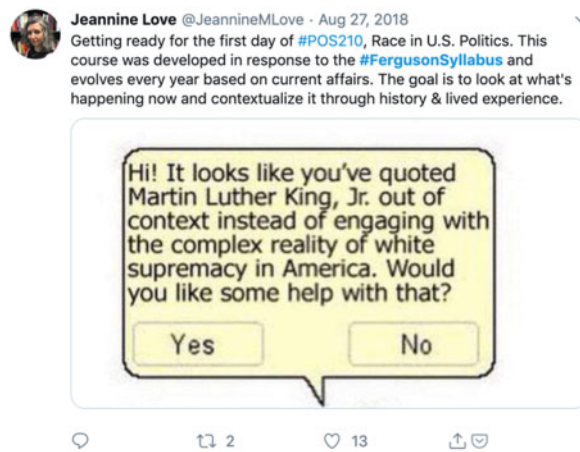 Jeannine Love @JeannineMLove · Aug 27, 2018
Getting ready for the first day of #POS210, Race in U.S. Politics. This
course was developed in response to the #FergusonSyllabus and
evolves every year based on current affairs. The goal is to look at what's
happening now and contextualize it through history & lived experience.
Hi! It looks like you've quoted
Martin Luther King, Jr. out of
context instead of engaging with
the complex reality of white
supremacy in America. Would
you like some help with that?
Yes No
2 13